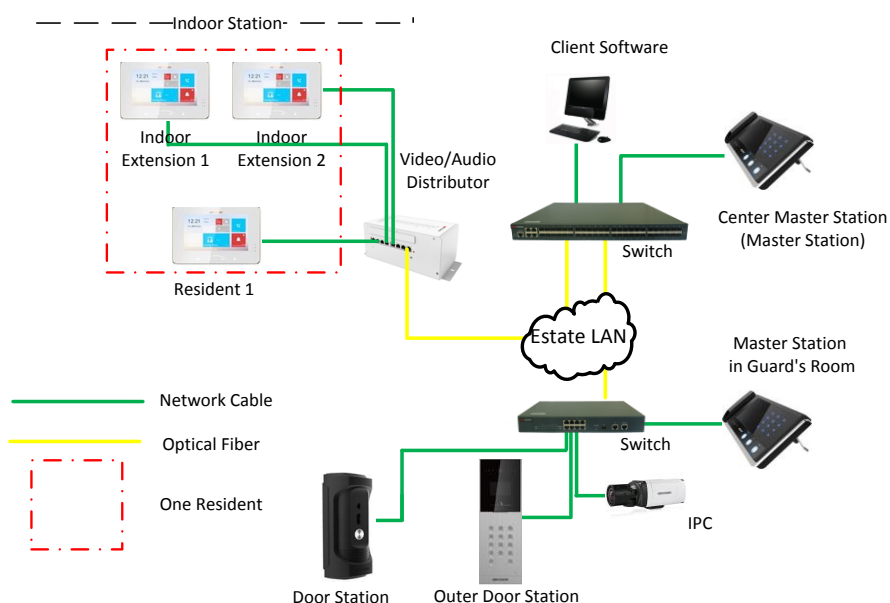 Indoor Station
Client Software
Indoor
Extension 1
Indoor
Extension 2
Video/Audio
Distributor
Center Master Station
(Master Station)
Switch
Resident 1
Estate LAN
Master Station
in Guard's Room
Network Cable
Switch
Optical Fiber
One Resident
IPC
Door Station
Outer Door Station